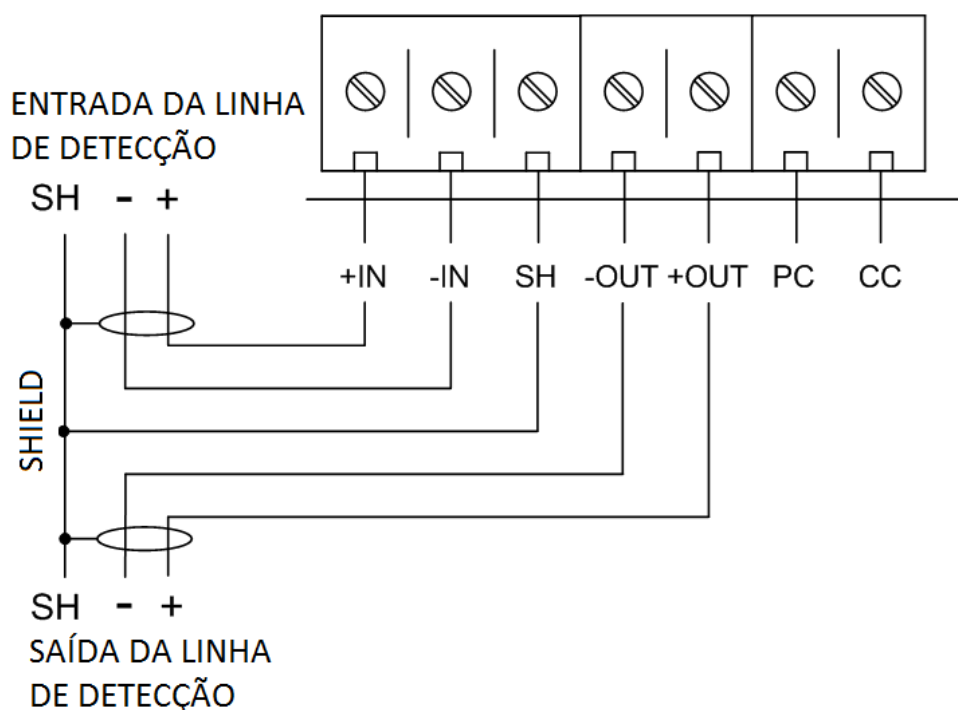 ENTRADA DA LINHA
DE DETECÇÃO
SH - +
+IN -IN SH -OUT +OUT PC CC
SHIELD
SH - +
SAÍDA DA LINHA
DE DETECÇÃO